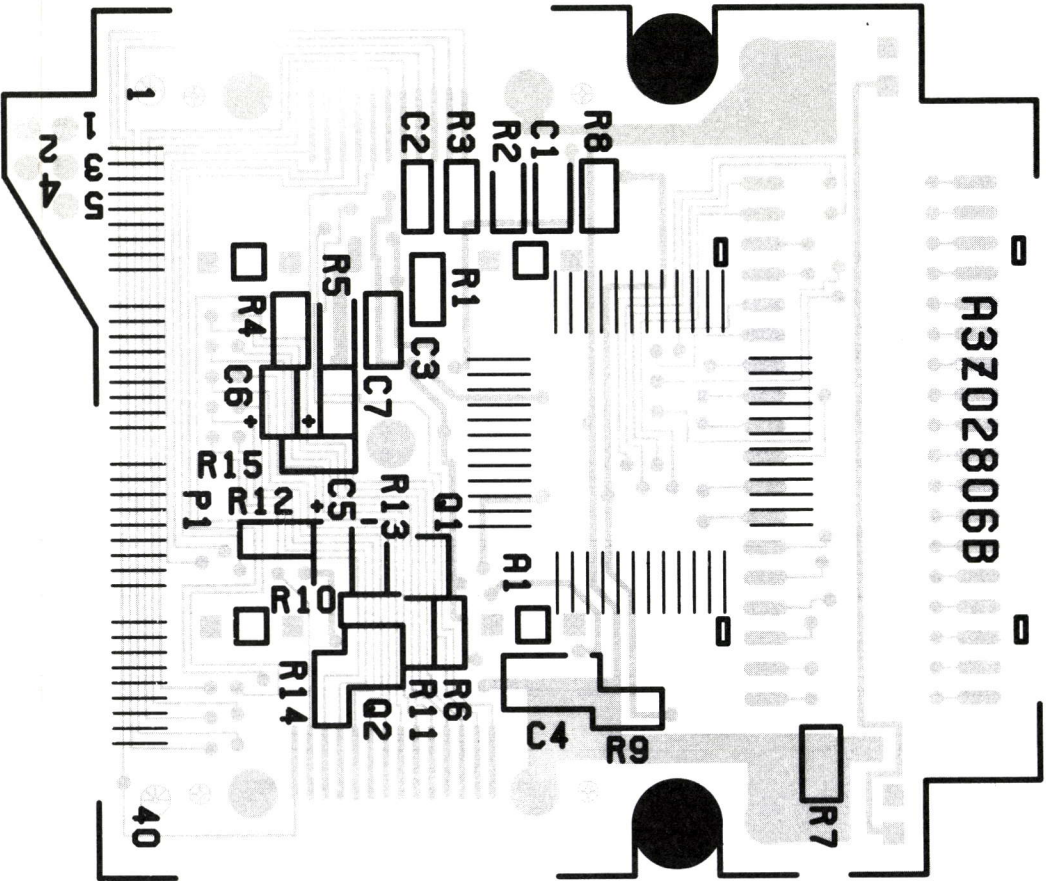 1
1
2
3
4
5
C2
R3
R2
C1
R8
R5
R1
R4
C3
C6
+
+
C7
R15
R12
P1
+
C5
-
R13
Q1
A1
R10
R14
Q2
R11
R6
C4
R9
R7
40
A3Z02806B